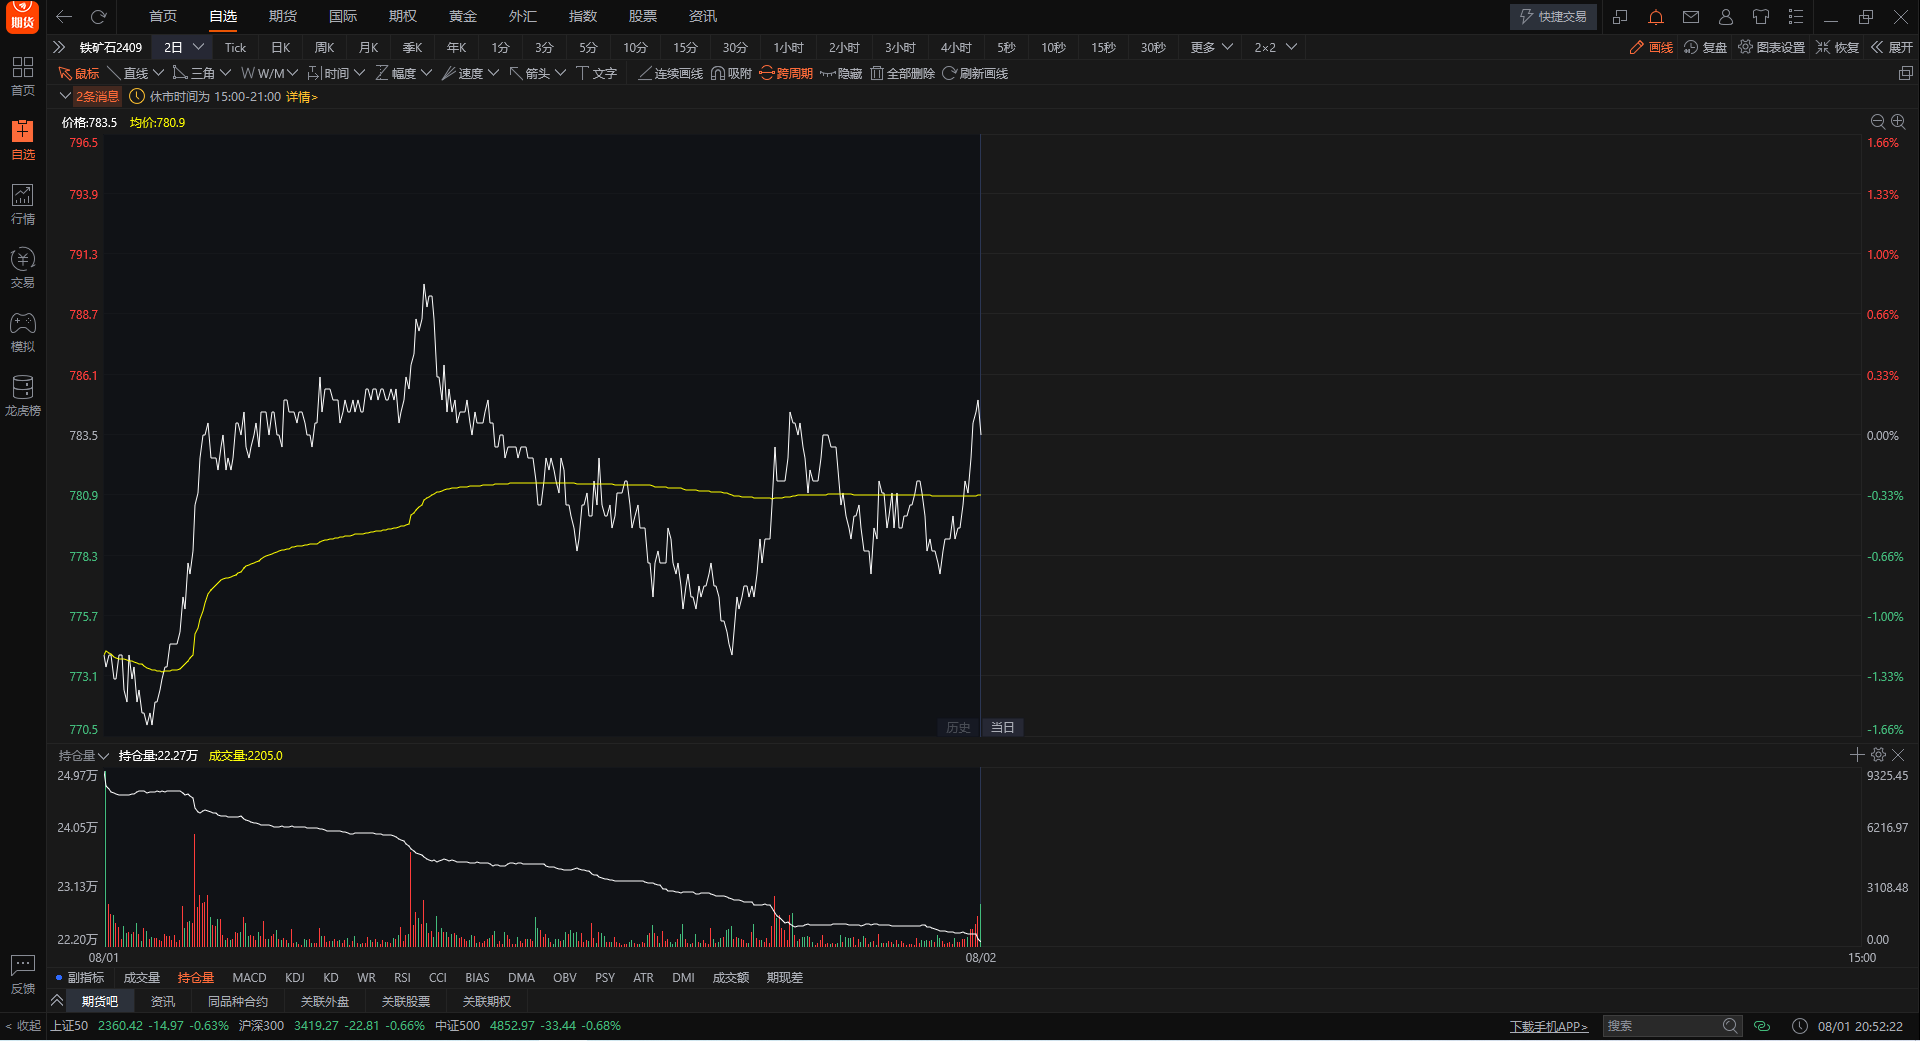 期货 首页 自选 期货 国际 期权 黄金 外汇 指数 股票 资讯 快捷交易
铁矿石2409 2日 Tick 日K 周K 月K 季K 年K 1分 3分 5分 10分 15分 30分 1小时 2小时 3小时 4小时 5秒 10秒 15秒 30秒 更多 2×2 画线 复盘 图表设置 恢复 展开
鼠标 直线 三角 W/M 时间 幅度 速度 箭头 文字 连续画线 吸附 跨周期 隐藏 全部删除 刷新画线
2条消息 休市时间为 15:00-21:00 详情>
首页
自选
行情
交易
模拟
龙虎榜
反馈
< 收起
价格:783.5 均价:780.9
796.5 1.66%
793.9 1.33%
791.3 1.00%
788.7 0.66%
786.1 0.33%
783.5 0.00%
780.9 -0.33%
778.3 -0.66%
775.7 -1.00%
773.1 -1.33%
770.5 历史 当日 -1.66%
持仓量 持仓量:22.27万 成交量:2205.0
24.97万 9325.45
24.05万 6216.97
23.13万 3108.48
22.20万 0.00
08/01 08/02 15:00
副指标 成交量 持仓量 MACD KDJ KD WR RSI CCI BIAS DMA OBV PSY ATR DMI 成交额 期现差
期货吧 资讯 同品种合约 关联外盘 关联股票 关联期权
上证50 2360.42 -14.97 -0.63% 沪深300 3419.27 -22.81 -0.66% 中证500 4852.97 -33.44 -0.68% 下载手机APP> 搜索 08/01 20:52:22